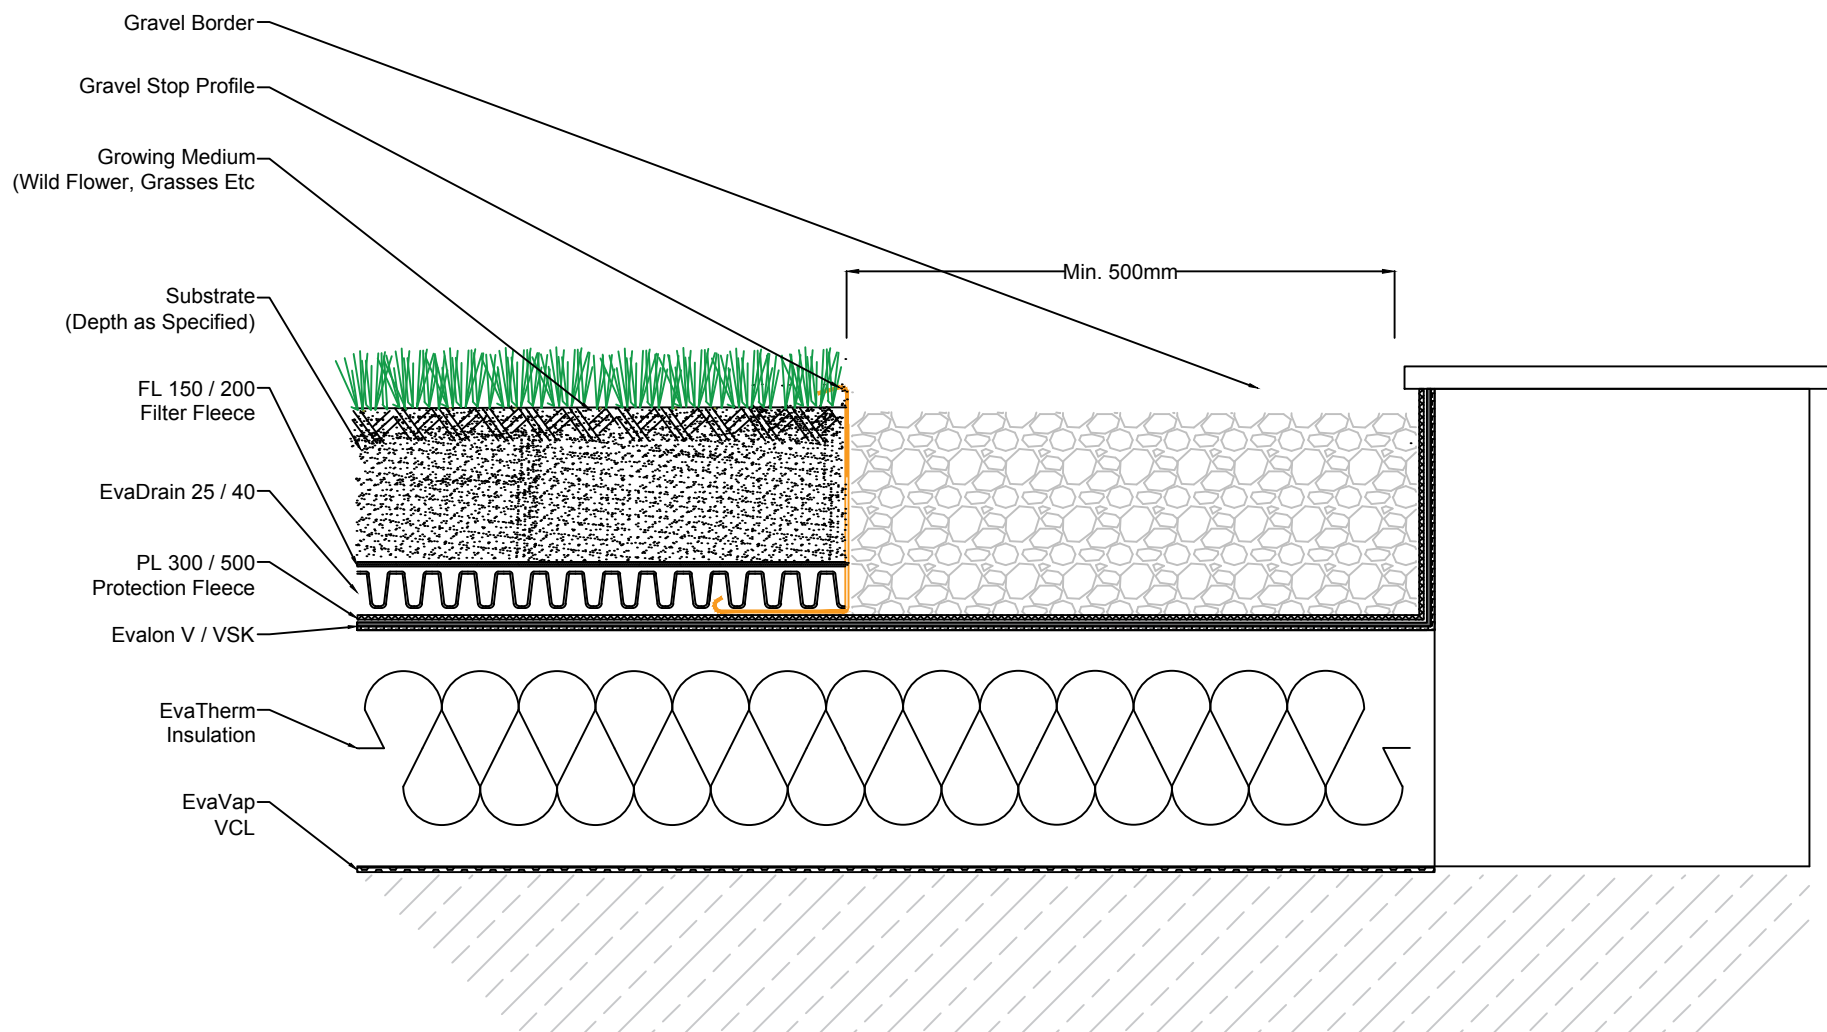 Gravel Border
Gravel Stop Profile
Growing Medium
(Wild Flower, Grasses Etc
Min. 500mm
Substrate
(Depth as Specified)
FL 150 / 200
Filter Fleece
EvaDrain 25 / 40
PL 300 / 500
Protection Fleece
Evalon V / VSK
EvaTherm
Insulation
EvaVap
VCL